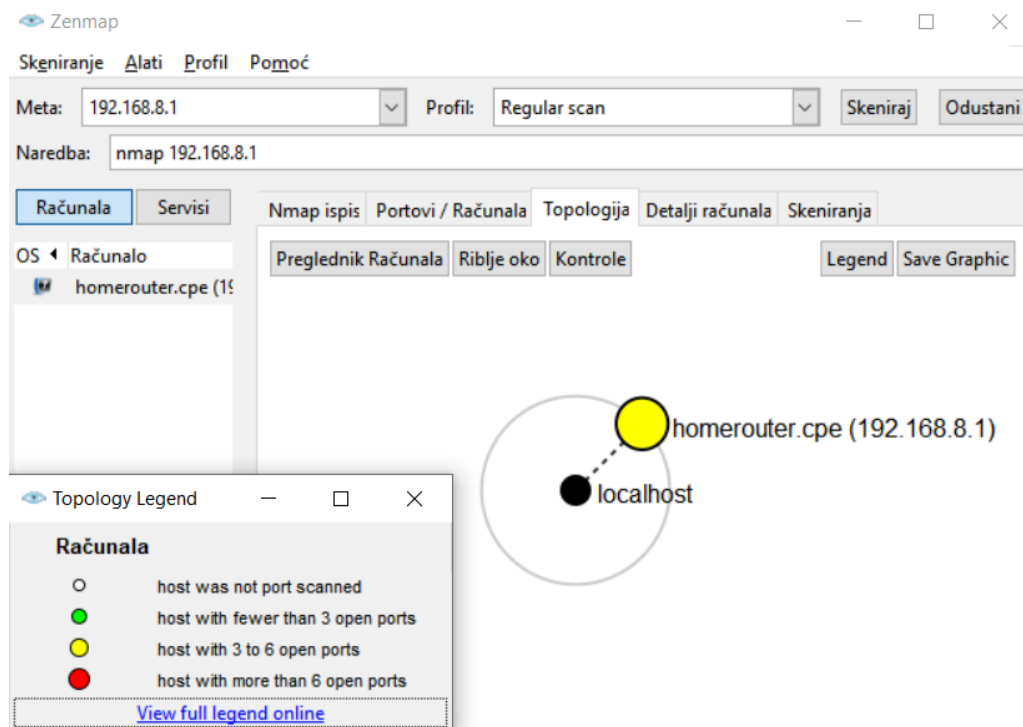 Zenmap
Skeniranje Alati Profil Pomoć
Meta: 192.168.8.1 Profil: Regular scan Skeniraj Odustani
Naredba: nmap 192.168.8.1
Računala Servisi Nmap ispis Portovi / Računala Topologija Detalji računala Skeniranja
OS Računalo Preglednik Računala Riblje oko Kontrole Legend Save Graphic
homerouter.cpe (19
homerouter.cpe (192.168.8.1)
localhost
Topology Legend
Računala
host was not port scanned
host with fewer than 3 open ports
host with 3 to 6 open ports
host with more than 6 open ports
View full legend online